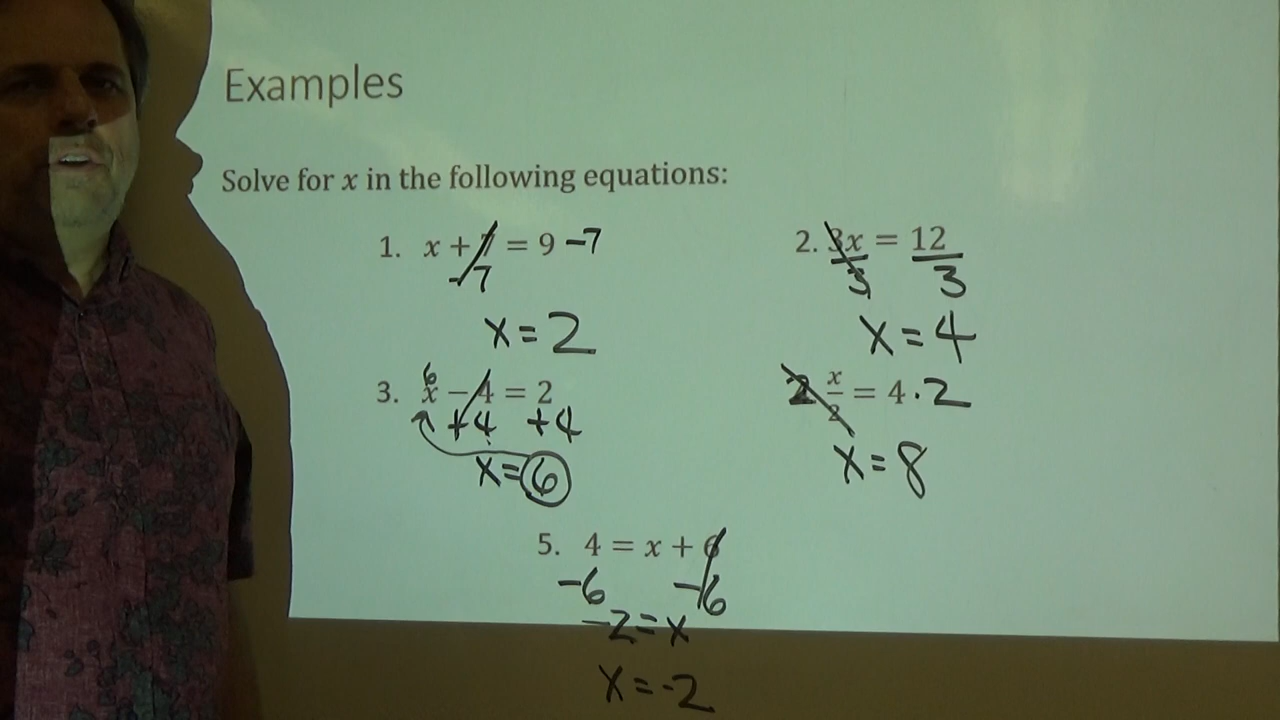 Examples
Solve for x in the following equations:
1. x + 7 = 9 -7
-7
x = 2
2. 3x = 12
3 3
x = 4
6
3. x − 4 = 2
+4 +4
x = 6
2 x/2 = 4 · 2
x = 8
5. 4 = x + 6
-6 -6
-2 = x
x = -2